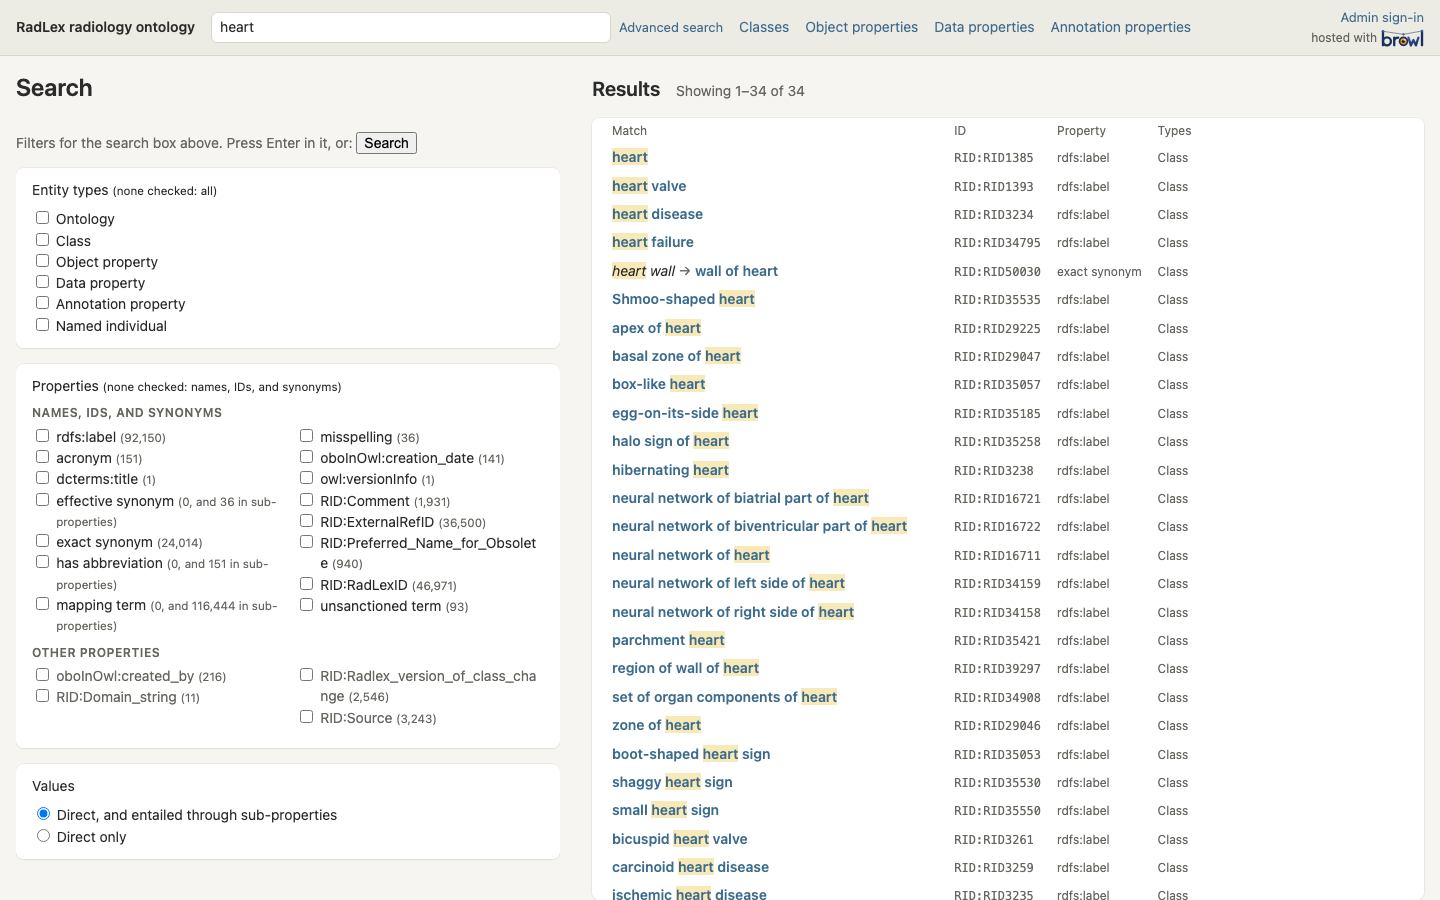 RadLex radiology ontology
heart
Advanced search
Classes
Object properties
Data properties
Annotation properties
Admin sign-in
hosted with browl
Search
Filters for the search box above. Press Enter in it, or: Search
Entity types (none checked: all)
Ontology
Class
Object property
Data property
Annotation property
Named individual
Properties (none checked: names, IDs, and synonyms)
NAMES, IDS, AND SYNONYMS
rdfs:label (92,150)
acronym (151)
dcterms:title (1)
effective synonym (0, and 36 in sub-
properties)
exact synonym (24,014)
has abbreviation (0, and 151 in sub-
properties)
mapping term (0, and 116,444 in sub-
properties)
misspelling (36)
oboInOwl:creation_date (141)
owl:versionInfo (1)
RID:Comment (1,931)
RID:ExternalRefID (36,500)
RID:Preferred_Name_for_Obsolet
e (940)
RID:RadLexID (46,971)
unsanctioned term (93)
OTHER PROPERTIES
oboInOwl:created_by (216)
RID:Domain_string (11)
RID:Radlex_version_of_class_cha
nge (2,546)
RID:Source (3,243)
Values
Direct, and entailed through sub-properties
Direct only
Results Showing 1–34 of 34
Match ID Property Types
heart RID:RID1385 rdfs:label Class
heart valve RID:RID1393 rdfs:label Class
heart disease RID:RID3234 rdfs:label Class
heart failure RID:RID34795 rdfs:label Class
heart wall → wall of heart RID:RID50030 exact synonym Class
Shmoo-shaped heart RID:RID35535 rdfs:label Class
apex of heart RID:RID29225 rdfs:label Class
basal zone of heart RID:RID29047 rdfs:label Class
box-like heart RID:RID35057 rdfs:label Class
egg-on-its-side heart RID:RID35185 rdfs:label Class
halo sign of heart RID:RID35258 rdfs:label Class
hibernating heart RID:RID3238 rdfs:label Class
neural network of biatrial part of heart RID:RID16721 rdfs:label Class
neural network of biventricular part of heart RID:RID16722 rdfs:label Class
neural network of heart RID:RID16711 rdfs:label Class
neural network of left side of heart RID:RID34159 rdfs:label Class
neural network of right side of heart RID:RID34158 rdfs:label Class
parchment heart RID:RID35421 rdfs:label Class
region of wall of heart RID:RID39297 rdfs:label Class
set of organ components of heart RID:RID34908 rdfs:label Class
zone of heart RID:RID29046 rdfs:label Class
boot-shaped heart sign RID:RID35053 rdfs:label Class
shaggy heart sign RID:RID35530 rdfs:label Class
small heart sign RID:RID35550 rdfs:label Class
bicuspid heart valve RID:RID3261 rdfs:label Class
carcinoid heart disease RID:RID3259 rdfs:label Class
ischemic heart disease RID:RID3235 rdfs:label Class